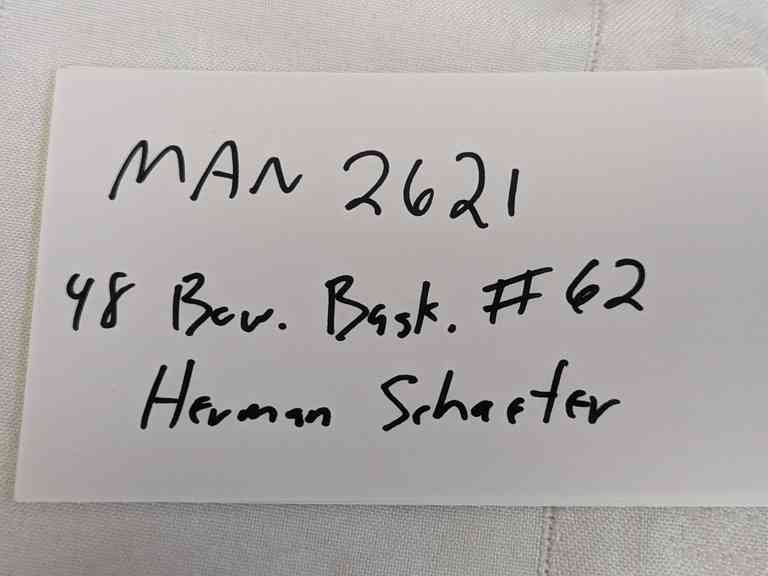 MAN 2621
48 Bow. Bask. #62
Herman Schaefer